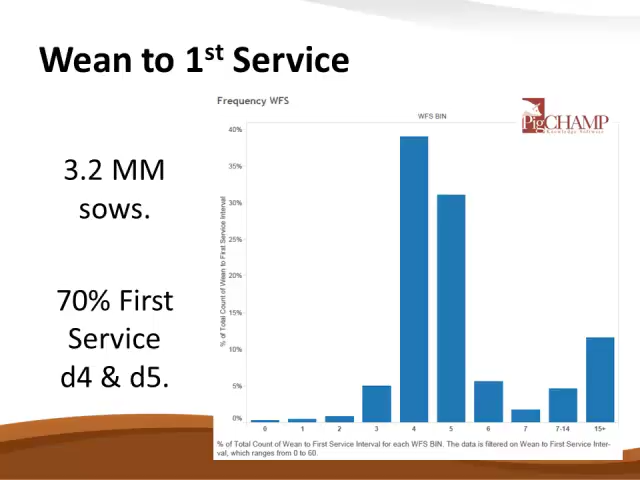 Wean to 1st Service
Frequency WFS
WFS BIN
PigCHAMP
Knowledge Software
3.2 MM
sows.
70% First
Service
d4 & d5.
% of Total Count of Wean to First Service Interval
40%
35%
30%
25%
20%
15%
10%
5%
0%
0 1 2 3 4 5 6 7 7-14 15+
% of Total Count of Wean to First Service Interval for each WFS BIN. The data is filtered on Wean to First Service Inter-
val, which ranges from 0 to 60.